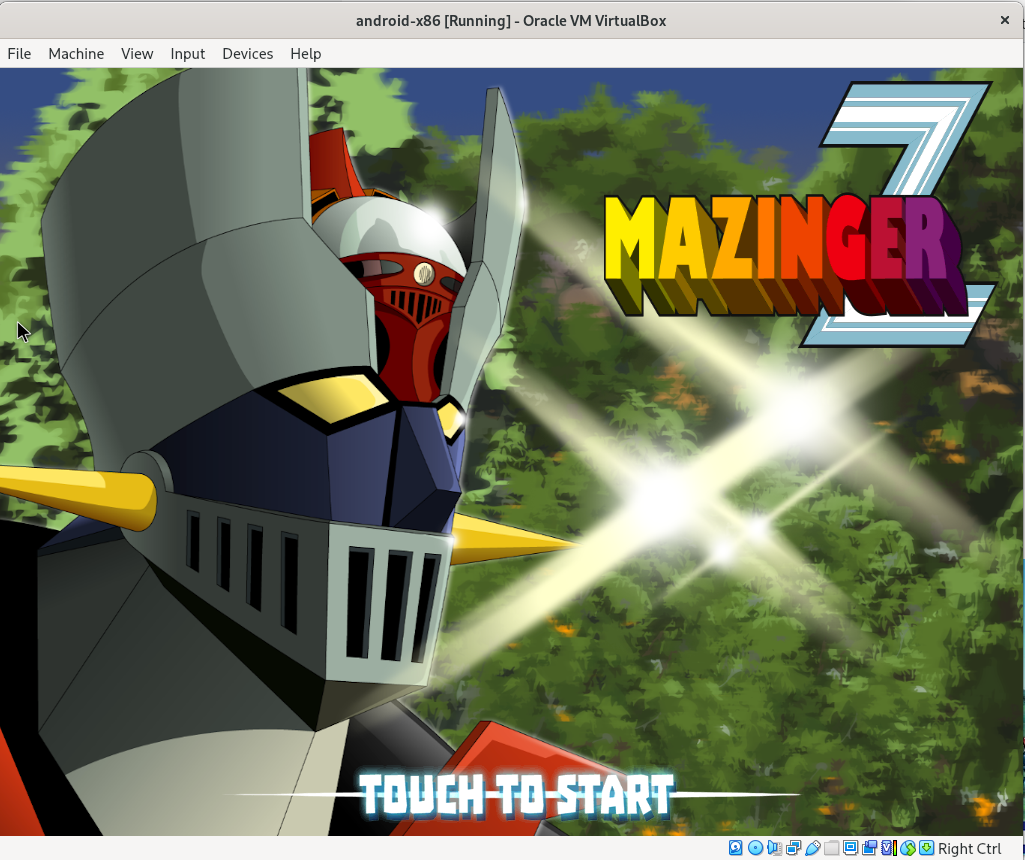 android-x86 [Running] - Oracle VM VirtualBox
File Machine View Input Devices Help
Z
MAZINGER
TOUCH TO START
Right Ctrl